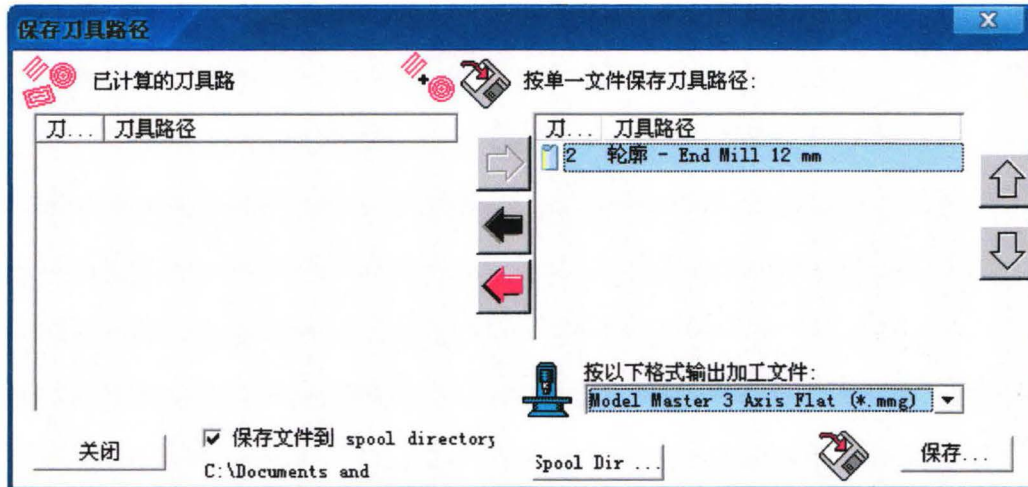 保存刀具路径
已计算的刀具路
按单一文件保存刀具路径:
刀... 刀具路径
刀... 刀具路径
2 轮廓 - End Mill 12 mm
按以下格式输出加工文件:
Model Master 3 Axis Flat (*.mmg)
关闭
保存文件到 spool directory
C:\Documents and
Spool Dir ...
保存...